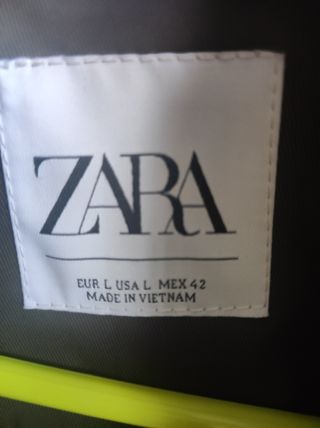 ZARA
EUR L USA L MEX 42
MADE IN VIETNAM